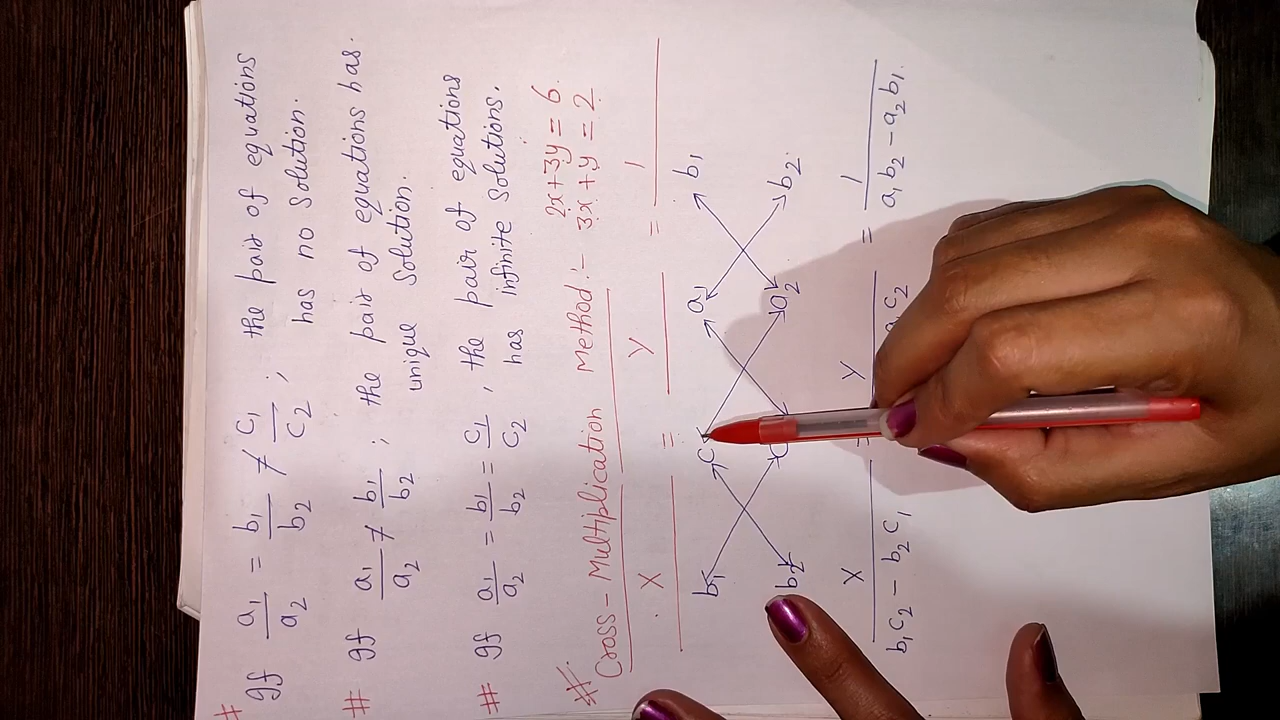 #
If a1/a2 = b1/b2 ≠ c1/c2 ; the pair of equations
has no solution.
# If a1/a2 ≠ b1/b2 ; the pair of equations has
unique solution.
# If a1/a2 = b1/b2 = c1/c2 , the pair of equations
has infinite solutions.
## Cross-Multiplication Method:- 2x+3y=6
3x+y=2
X = Y = 1
b1 c a1 b1
b2 c a2 b2
X = Y = 1
b1c2 - b2c1 c2 a1b2 - a2b1